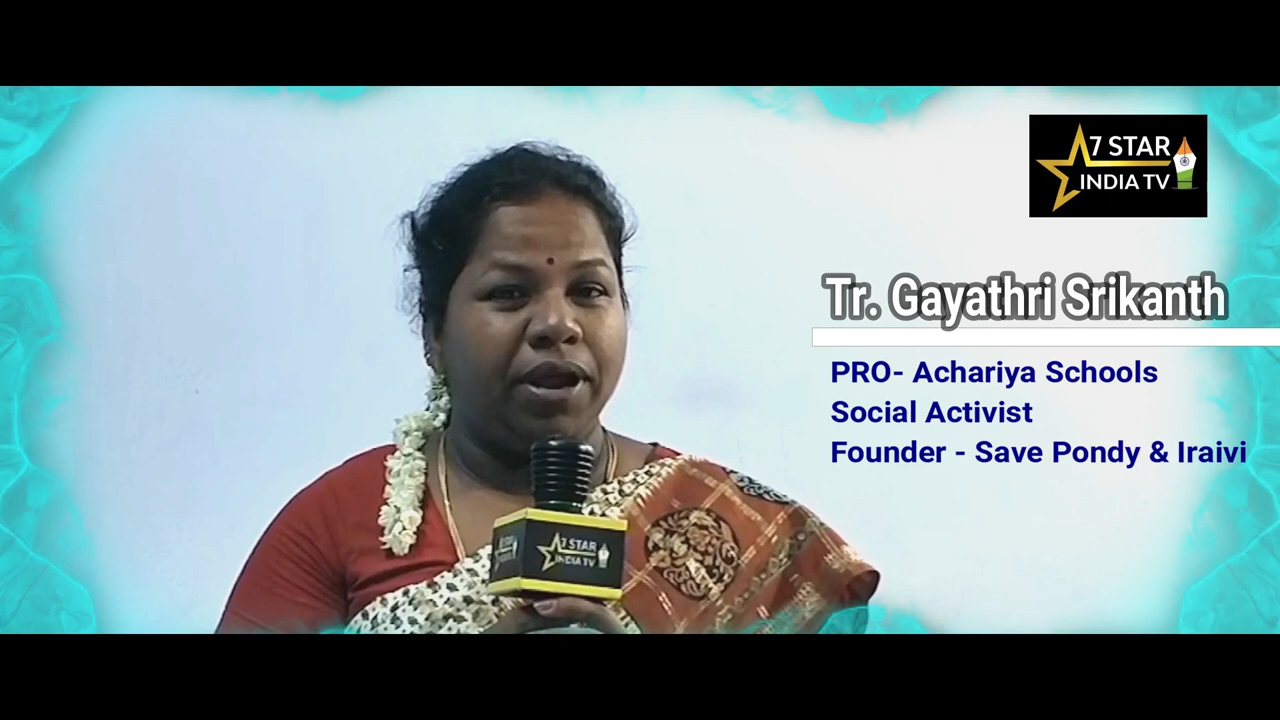 7 STAR
INDIA TV
Tr. Gayathri Srikanth
PRO- Achariya Schools
Social Activist
Founder - Save Pondy & Iraivi
7 STAR
INDIA TV